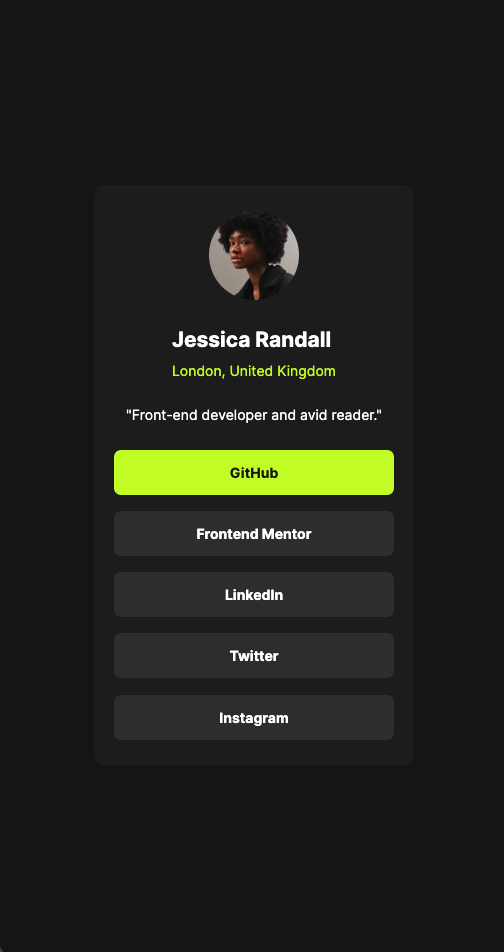 Jessica Randall
London, United Kingdom
"Front-end developer and avid reader."
GitHub
Frontend Mentor
LinkedIn
Twitter
Instagram